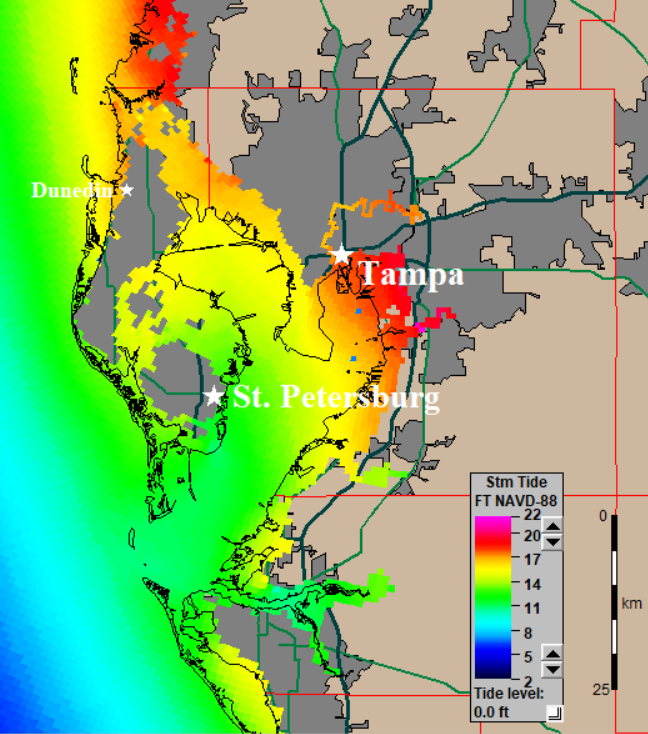 Dunedin
Tampa
St. Petersburg
Stm Tide
FT NAVD-88
22
20
17
14
11
8
5
2
Tide level:
0.0 ft
0
km
25